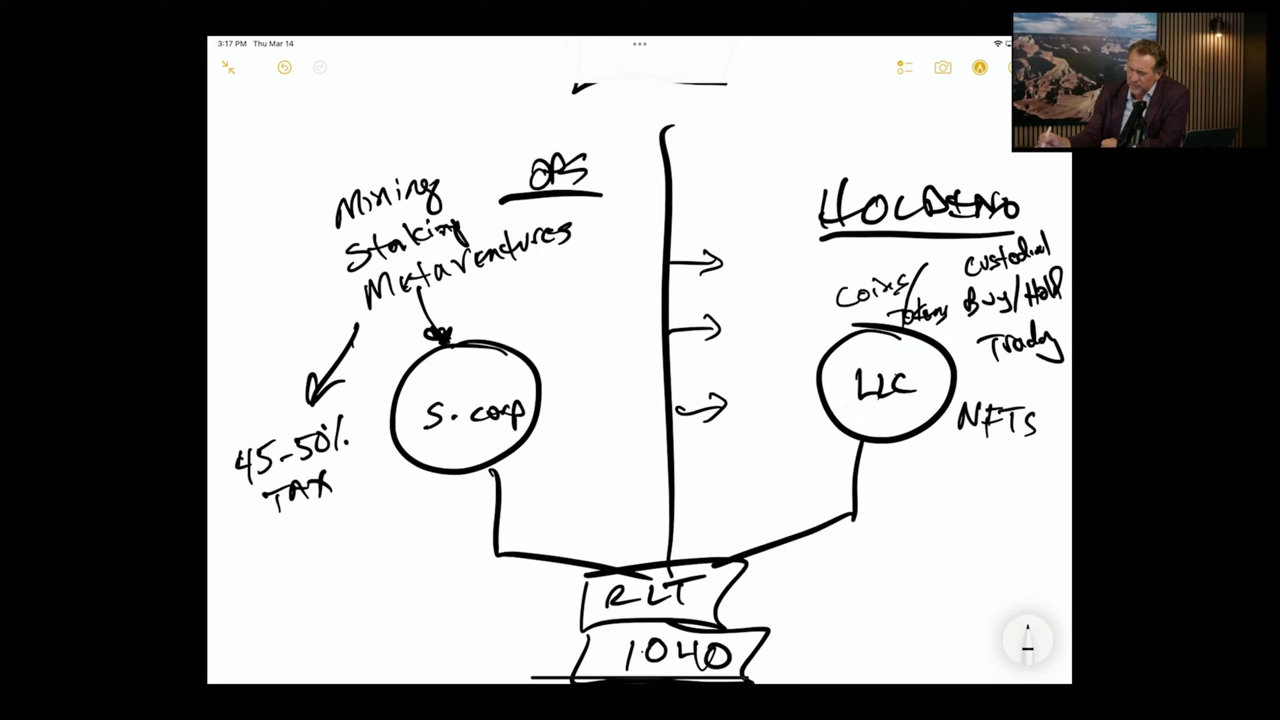 3:17 PM Thu Mar 14
OPS
Mining
Staking
Metaventures
S. corp
45-50%
TAX
HOLDING
Coins/
Tokens
Custodial
Buy/Hold
Trading
LLC
NFTs
RLT
1040